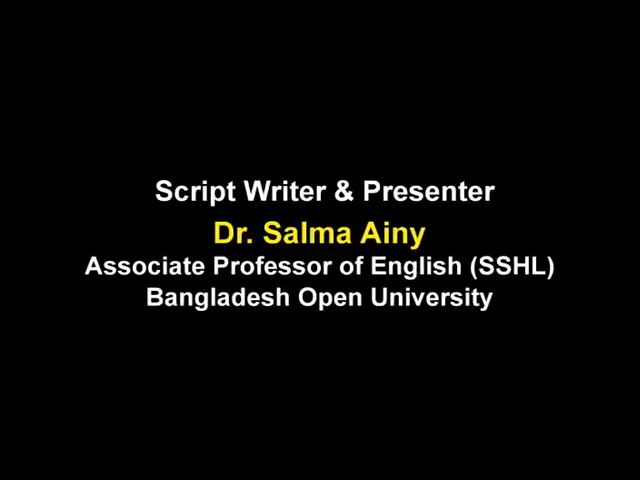 Script Writer & Presenter
Dr. Salma Ainy
Associate Professor of English (SSHL)
Bangladesh Open University